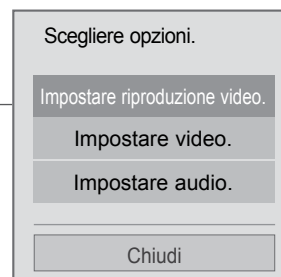 Scegliere opzioni.
Impostare riproduzione video.
Impostare video.
Impostare audio.
Chiudi